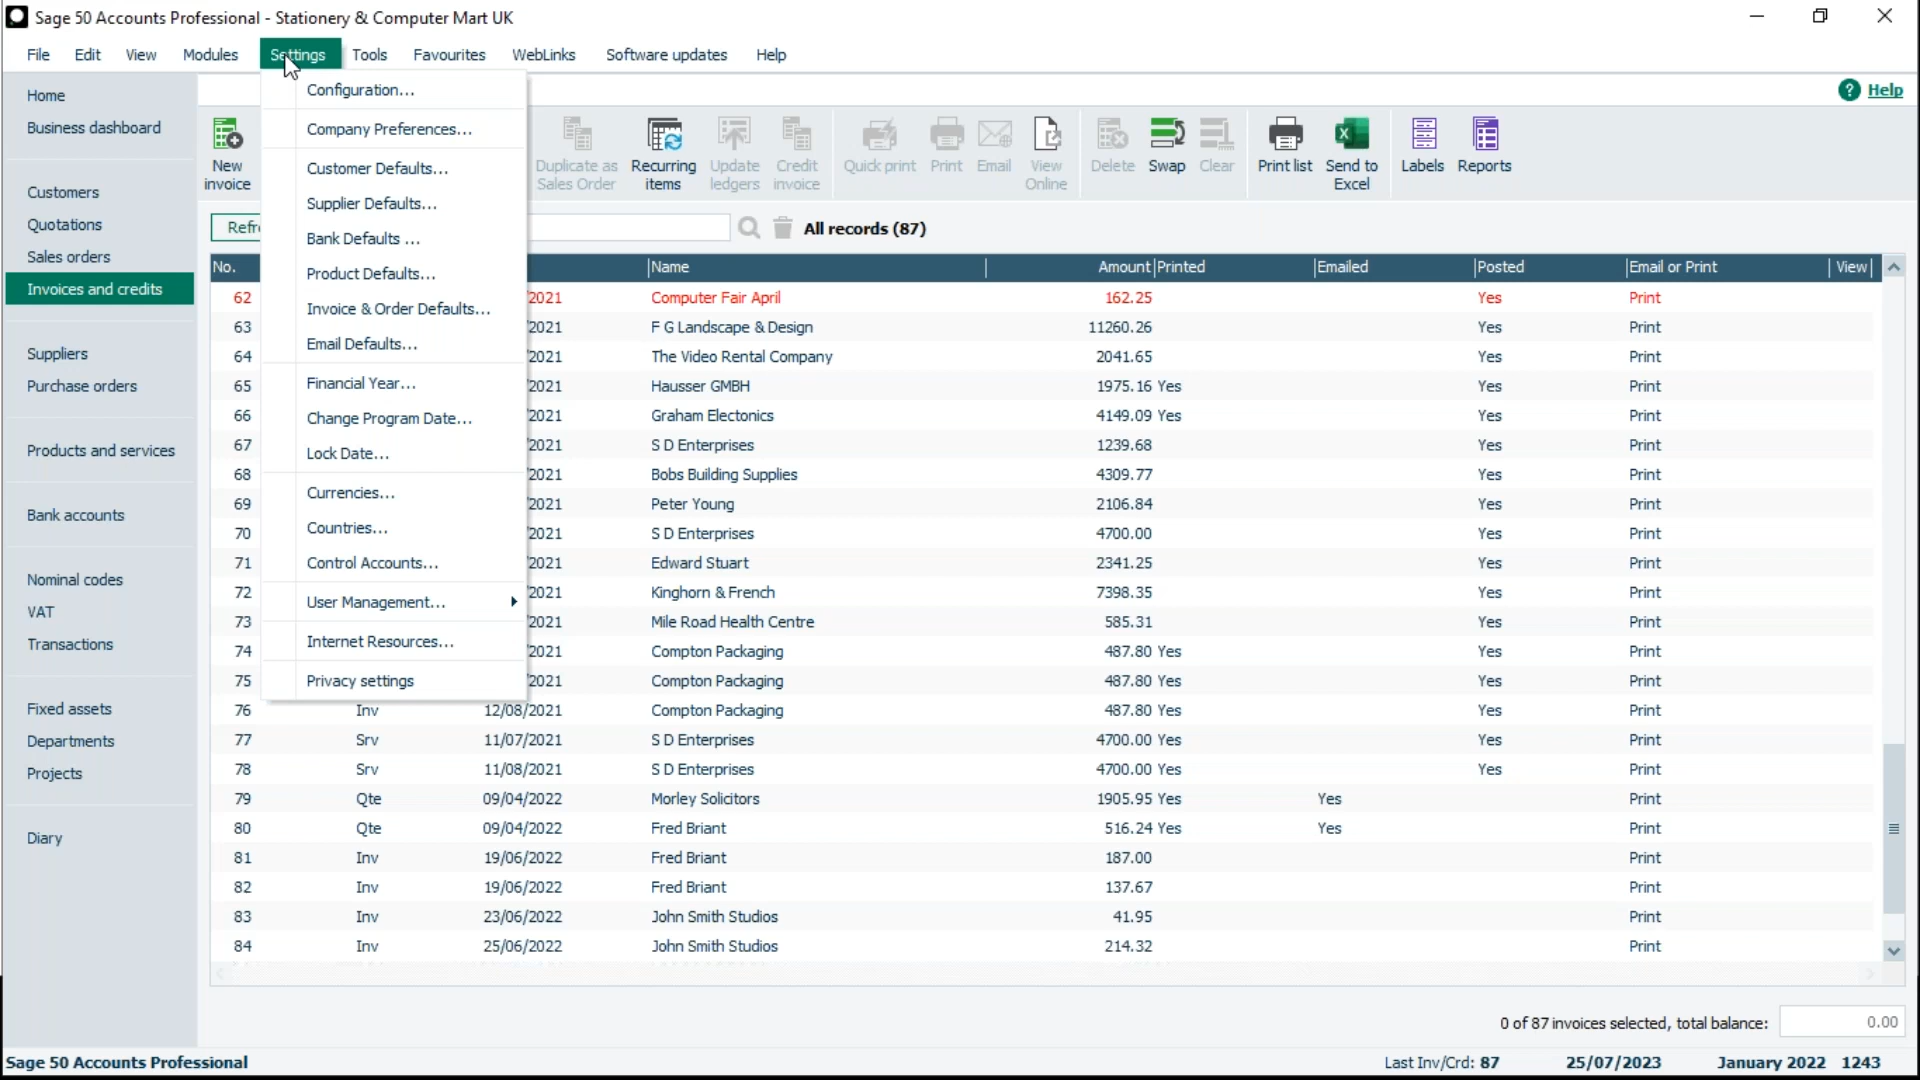 Sage 50 Accounts Professional - Stationery & Computer Mart UK
File Edit View Modules Settings Tools Favourites WebLinks Software updates Help
Home
Business dashboard
Customers
Quotations
Sales orders
Invoices and credits
Suppliers
Purchase orders
Products and services
Bank accounts
Nominal codes
VAT
Transactions
Fixed assets
Departments
Projects
Diary
Configuration...
Company Preferences...
Customer Defaults...
Supplier Defaults...
Bank Defaults ...
Product Defaults...
Invoice & Order Defaults...
Email Defaults...
Financial Year...
Change Program Date...
Lock Date...
Currencies...
Countries...
Control Accounts...
User Management...
Internet Resources...
Privacy settings
? Help
New invoice
Duplicate as Sales Order
Recurring items
Update ledgers
Credit invoice
Quick print
Print
Email
View Online
Delete
Swap
Clear
Print list
Send to Excel
Labels
Reports
Refr
All records (87)
No. Name Amount Printed Emailed Posted Email or Print View
62 /2021 Computer Fair April 162.25 Yes Print
63 /2021 F G Landscape & Design 11260.26 Yes Print
64 /2021 The Video Rental Company 2041.65 Yes Print
65 /2021 Hausser GMBH 1975.16 Yes Yes Print
66 /2021 Graham Electonics 4149.09 Yes Yes Print
67 /2021 S D Enterprises 1239.68 Yes Print
68 /2021 Bobs Building Supplies 4309.77 Yes Print
69 /2021 Peter Young 2106.84 Yes Print
70 /2021 S D Enterprises 4700.00 Yes Print
71 /2021 Edward Stuart 2341.25 Yes Print
72 /2021 Kinghorn & French 7398.35 Yes Print
73 /2021 Mile Road Health Centre 585.31 Yes Print
74 /2021 Compton Packaging 487.80 Yes Yes Print
75 /2021 Compton Packaging 487.80 Yes Yes Print
76 Inv 12/08/2021 Compton Packaging 487.80 Yes Yes Print
77 Srv 11/07/2021 S D Enterprises 4700.00 Yes Yes Print
78 Srv 11/08/2021 S D Enterprises 4700.00 Yes Yes Print
79 Qte 09/04/2022 Morley Solicitors 1905.95 Yes Yes Print
80 Qte 09/04/2022 Fred Briant 516.24 Yes Yes Print
81 Inv 19/06/2022 Fred Briant 187.00 Print
82 Inv 19/06/2022 Fred Briant 137.67 Print
83 Inv 23/06/2022 John Smith Studios 41.95 Print
84 Inv 25/06/2022 John Smith Studios 214.32 Print
0 of 87 invoices selected, total balance: 0.00
Sage 50 Accounts Professional Last Inv/Crd: 87 25/07/2023 January 2022 1243